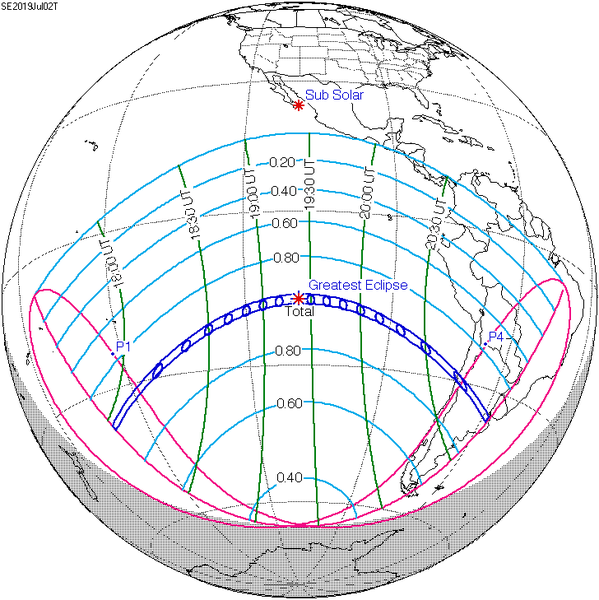 SE2019Jul02T
Sub Solar
0.20
0.40
0.60
0.80
18:00 UT
18:30 UT
19:00 UT
19:30 UT
20:00 UT
20:30 UT
Greatest Eclipse
Total
P1
P4
0.80
0.60
0.40